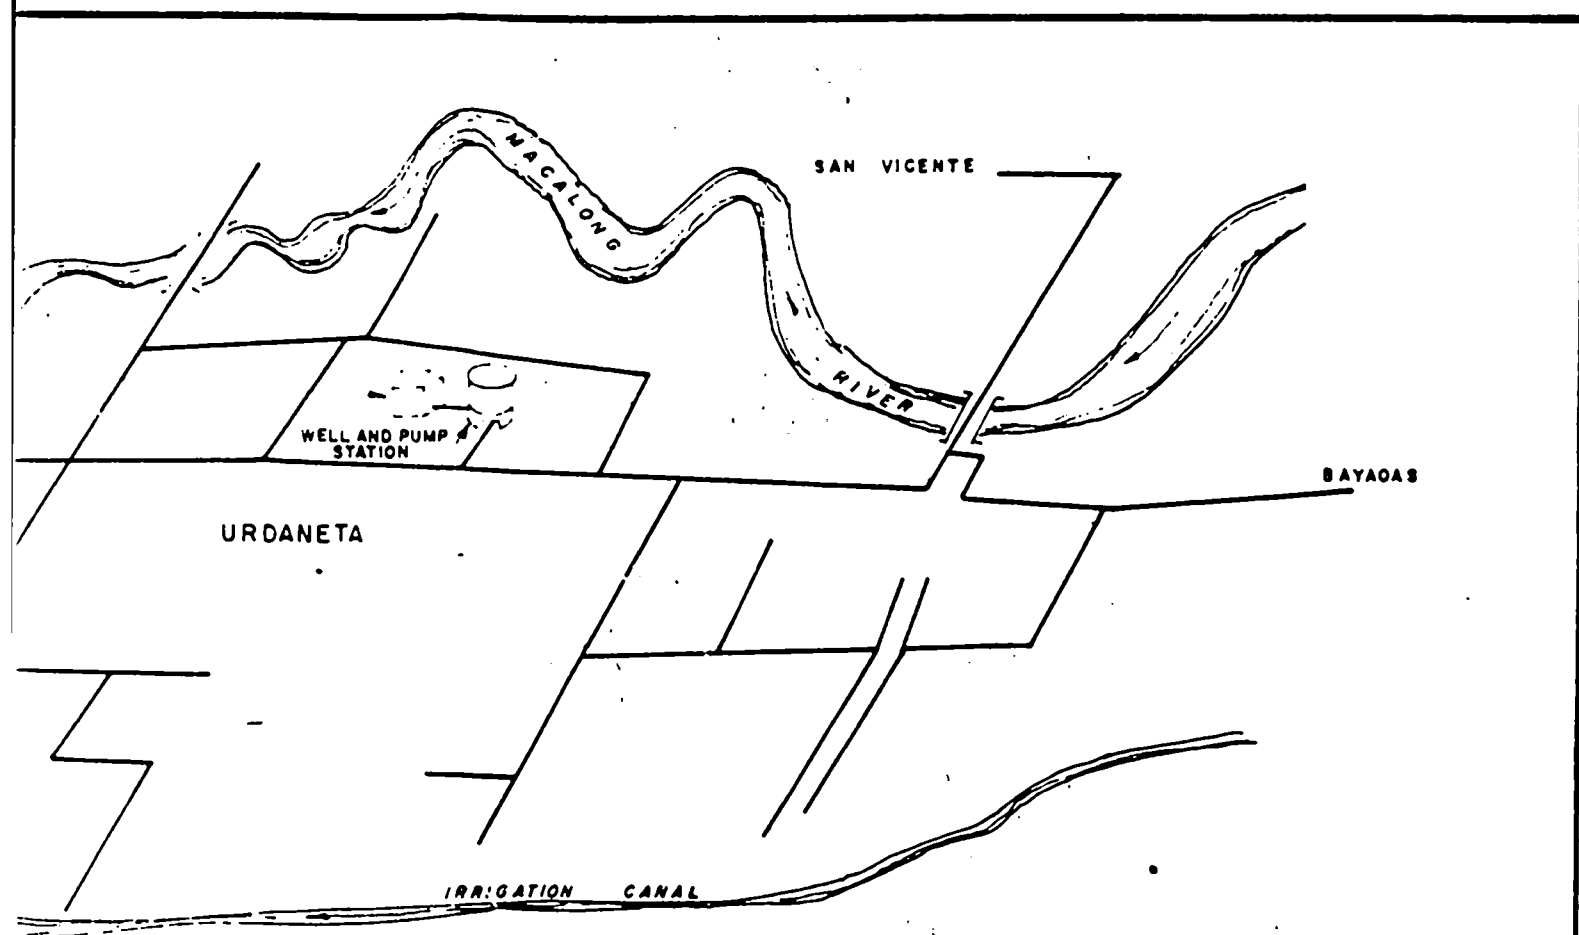 MACALONG
SAN VICENTE
RIVER
WELL AND PUMP
STATION
BAYAOAS
URDANETA
IRRIGATION CANAL